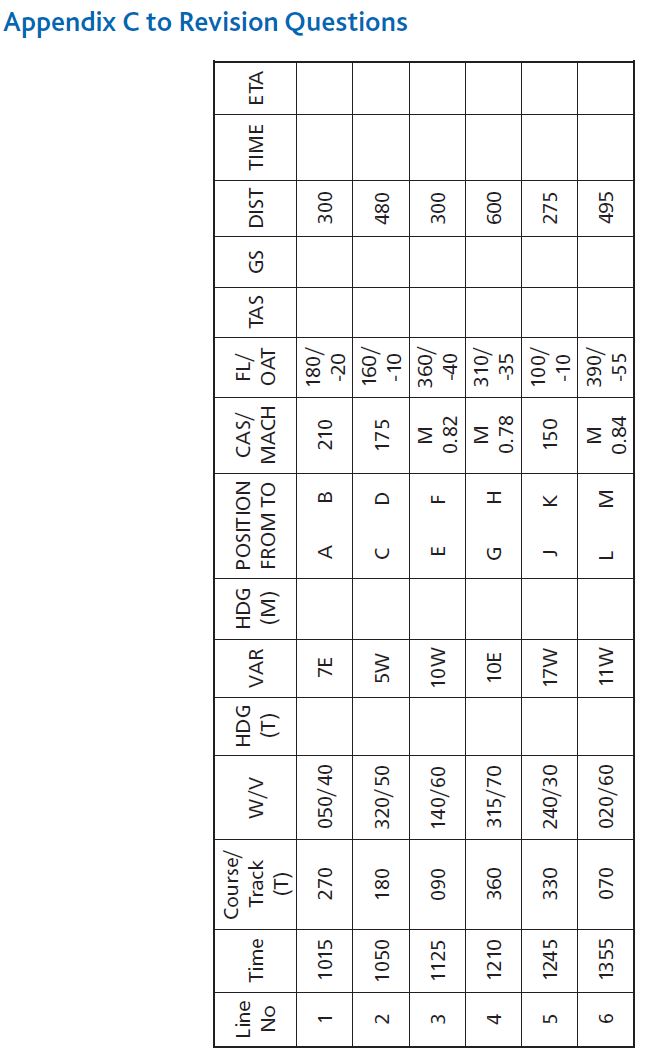 Appendix C to Revision Questions
Line No Time Course/ Track (T) W/V HDG (T) VAR HDG (M) POSITION FROM TO CAS/ MACH FL/ OAT TAS GS DIST TIME ETA
1 1015 270 050/40 7E A B 210 180/ -20 300
2 1050 180 320/50 5W C D 175 160/ -10 480
3 1125 090 140/60 10W E F M 0.82 360/ -40 300
4 1210 360 315/70 10E G H M 0.78 310/ -35 600
5 1245 330 240/30 17W J K 150 100/ -10 275
6 1355 070 020/60 11W L M M 0.84 390/ -55 495